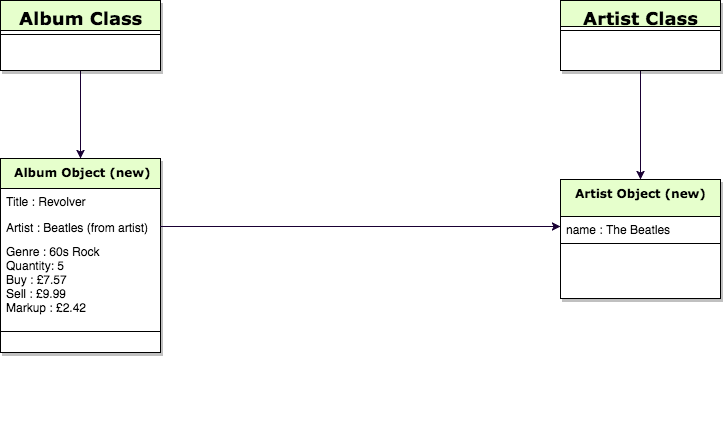 Album Class
Artist Class
Album Object (new)
Title : Revolver
Artist : Beatles (from artist)
Genre : 60s Rock
Quantity: 5
Buy : £7.57
Sell : £9.99
Markup : £2.42
Artist Object (new)
name : The Beatles